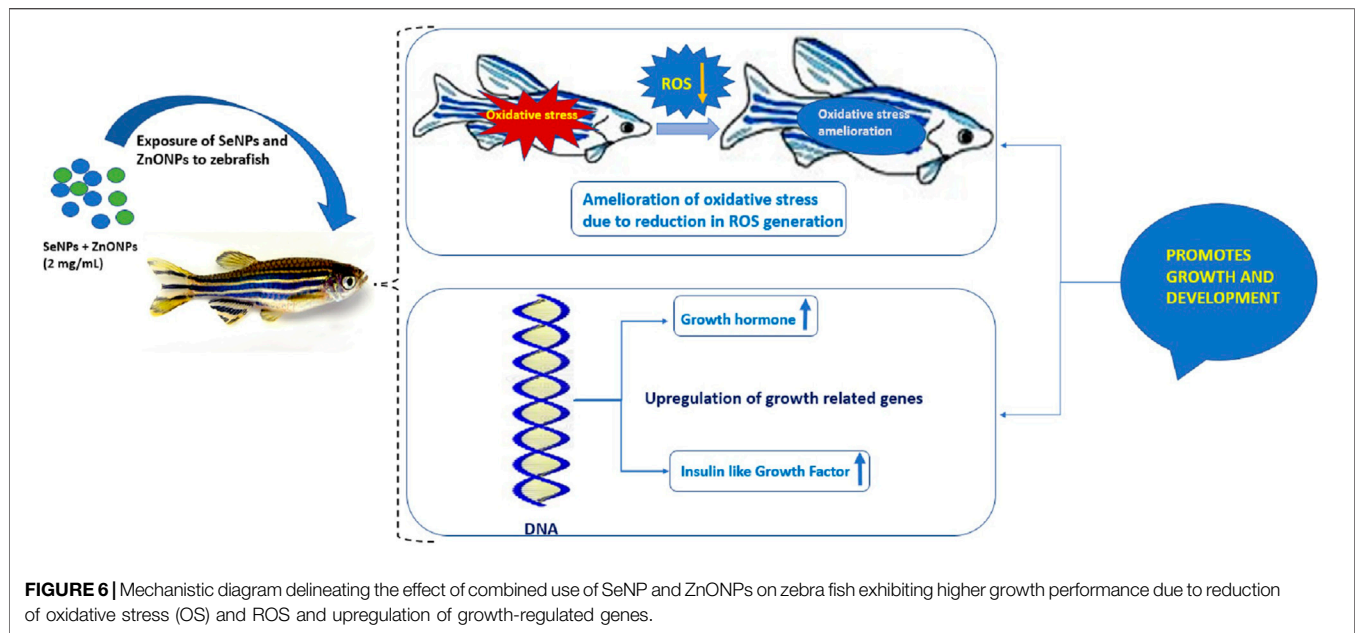 Exposure of SeNPs and
ZnONPs to zebrafish
SeNPs + ZnONPs
(2 mg/mL)
Oxidative stress
ROS
Oxidative stress
amelioration
Amelioration of oxidative stress
due to reduction in ROS generation
Growth hormone
Upregulation of growth related genes
Insulin like Growth Factor
DNA
PROMOTES
GROWTH AND
DEVELOPMENT
FIGURE 6 | Mechanistic diagram delineating the effect of combined use of SeNP and ZnONPs on zebra fish exhibiting higher growth performance due to reduction
of oxidative stress (OS) and ROS and upregulation of growth-regulated genes.